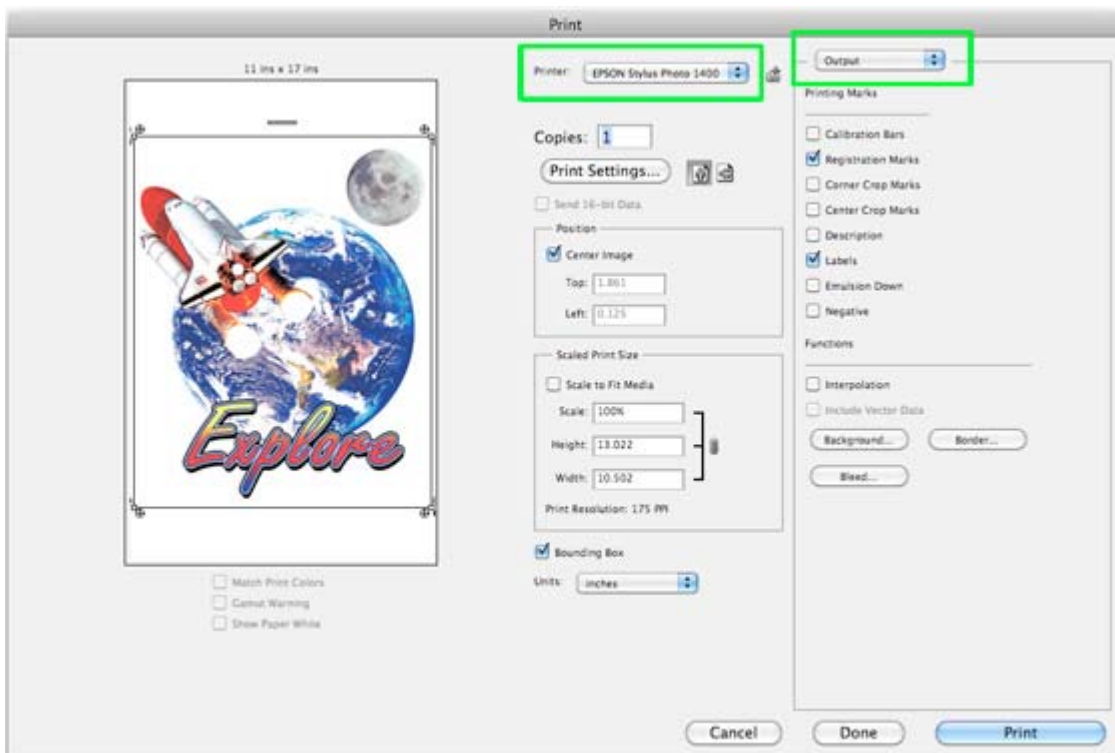 Print
11 ins x 17 ins
Explore
Match Print Colors
Gamut Warning
Show Paper White
Printer: EPSON Stylus Photo 1400
Copies: 1
Print Settings...
Send 16-bit Data
Position
Center Image
Top: 1.861
Left: 0.125
Scaled Print Size
Scale to Fit Media
Scale: 100%
Height: 13.022
Width: 10.502
Print Resolution: 175 PPI
Bounding Box
Units: inches
Output
Printing Marks
Calibration Bars
Registration Marks
Corner Crop Marks
Center Crop Marks
Description
Labels
Emulsion Down
Negative
Functions
Interpolation
Include Vector Data
Background... Border...
Bleed...
Cancel Done Print